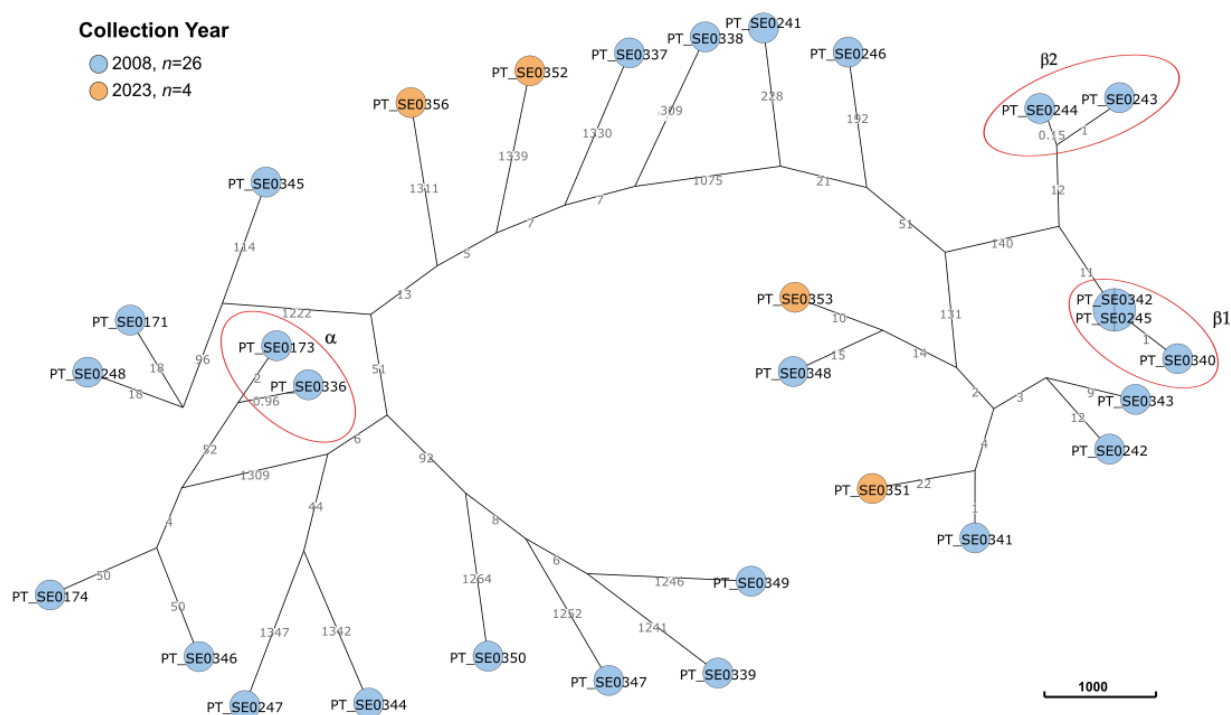 Collection Year
2008, n=26
2023, n=4
PT_SE0241
PT_SE0338
PT_SE0337
PT_SE0246
PT_SE0352
PT_SE0356
β2
PT_SE0244
PT_SE0243
228
.309
1330
192
1339
1311
0.15
1
PT_SE0345
1075
21
12
7
7
51
114
5
140
13
11
PT_SE0353
PT_SE0342
PT_SE0245
β1
1222
10
131
1
PT_SE0340
PT_SE0171
α
PT_SE0173
96
18
15
14
PT_SE0348
PT_SE0248
18
2
PT_SE0336
0.96
51
2
3
9
PT_SE0343
12
6
52
92
4
PT_SE0242
1309
PT_SE0351
22
44
1
4
8
PT_SE0341
6
50
1264
1246
PT_SE0349
PT_SE0174
50
1252
1241
1347
1342
PT_SE0346
PT_SE0350
PT_SE0347
PT_SE0339
PT_SE0247
PT_SE0344
1000